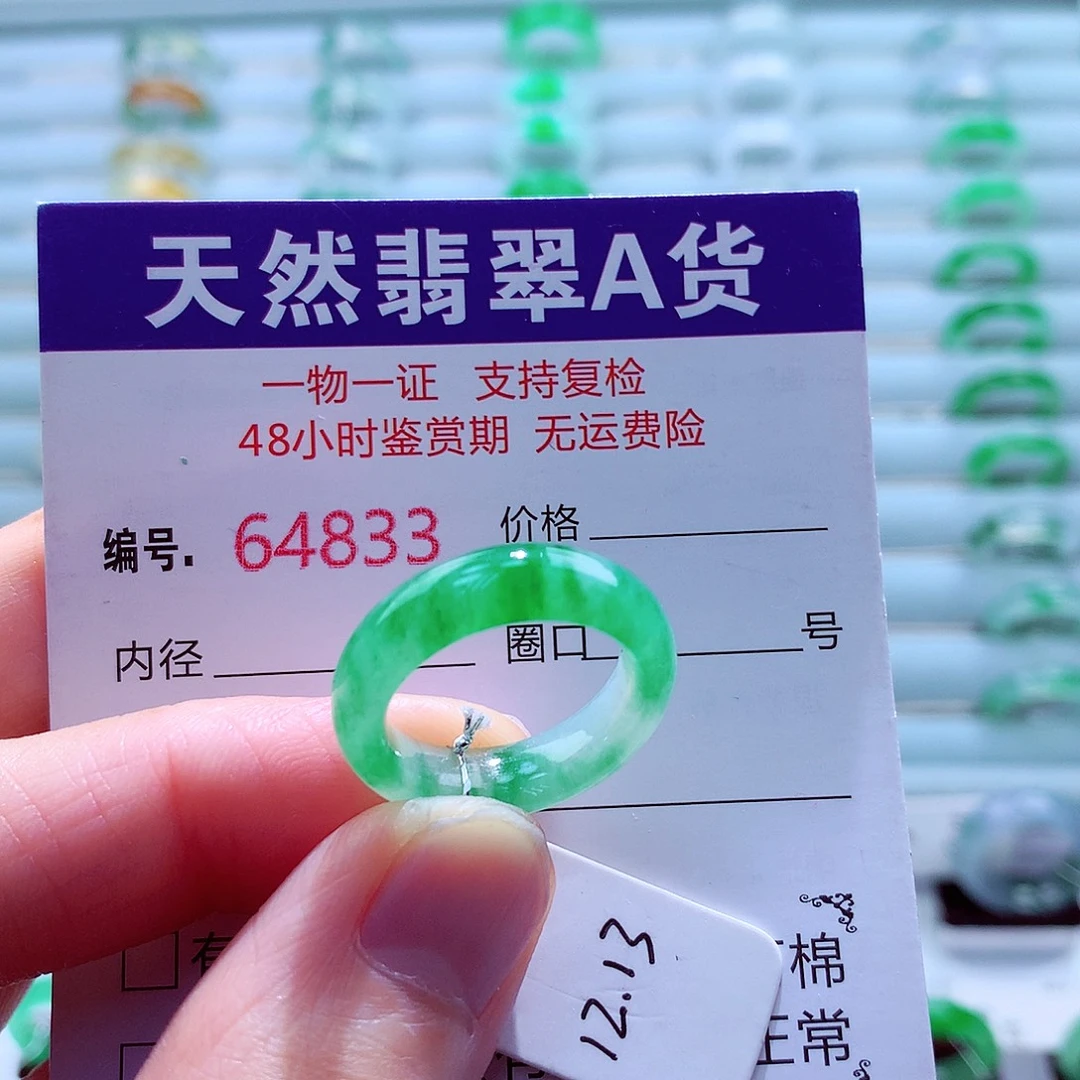 天然翡翠A货
一物一证 支持复检
48小时鉴赏期 无运费险
编号. 64833 价格
内径 圈口 号
有 棉
正常
12.13